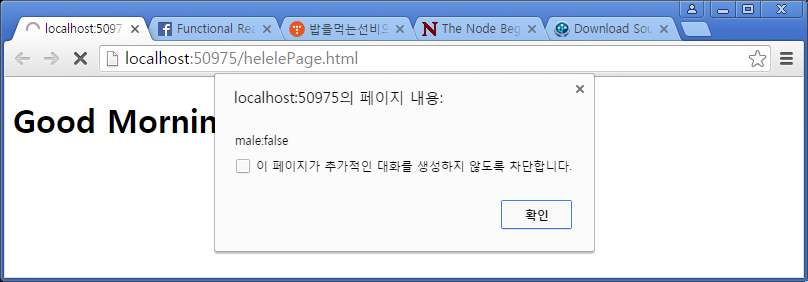 localhost:5097
Functional Rea
밥을먹는선비의
The Node Beg
Download Sou
localhost:50975/helelePage.html
localhost:50975의 페이지 내용:
Good Mornin
male:false
이 페이지가 추가적인 대화를 생성하지 않도록 차단합니다.
확인